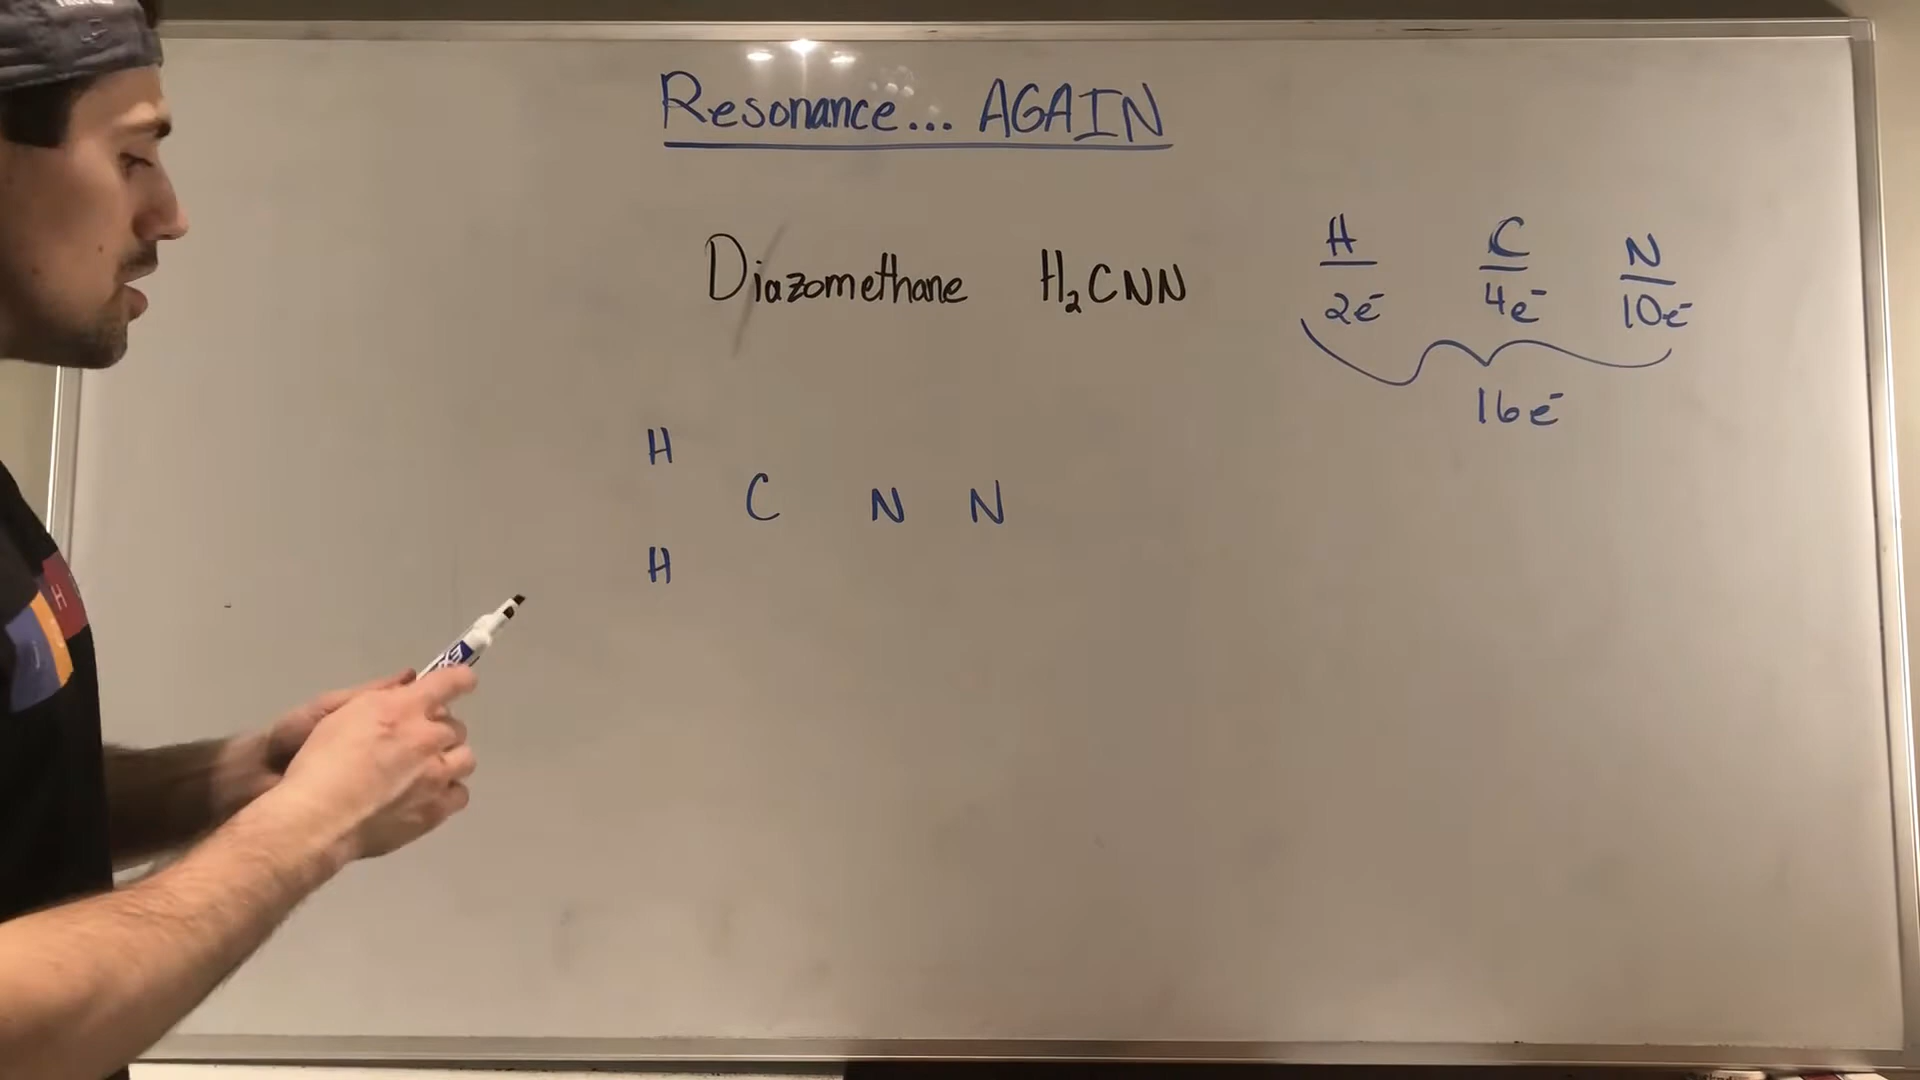 Resonance... AGAIN
Diazomethane H₂CNN
H C N
2e⁻ 4e⁻ 10e⁻
16e⁻
H
C N N
H